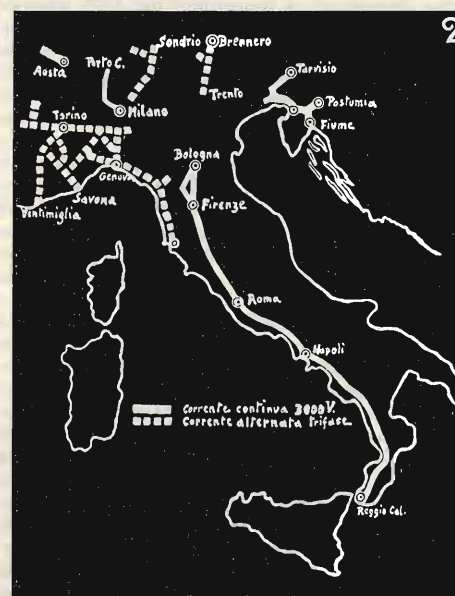 2
Sondrio
Brennero
Aosta
Porto C.
Tarvisio
Trento
Milano
Postumia
Torino
Fiume
Bologna
Genova
Savona
Firenze
Ventimiglia
Roma
Napoli
Corrente continua 3000 V.
Corrente alternata trifase
Reggio Cal.